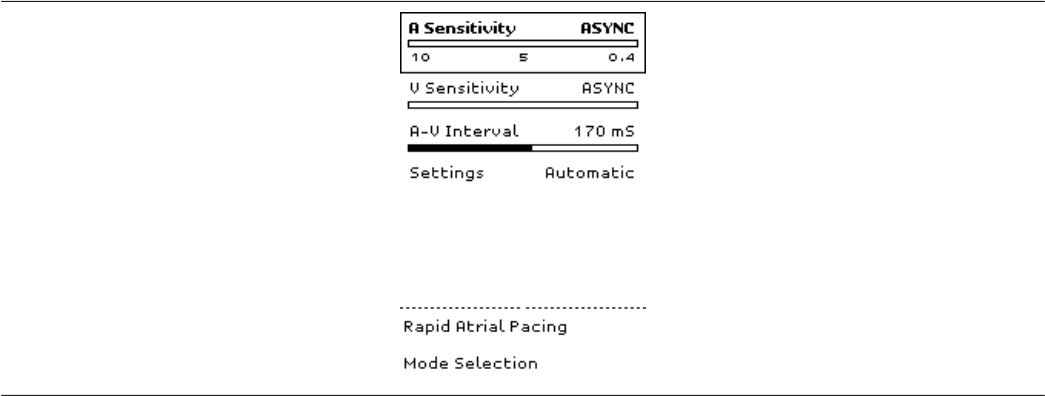 A Sensitivity ASYNC
10 5 0.4
V Sensitivity ASYNC
A-V Interval 170 mS
Settings Automatic
Rapid Atrial Pacing
Mode Selection